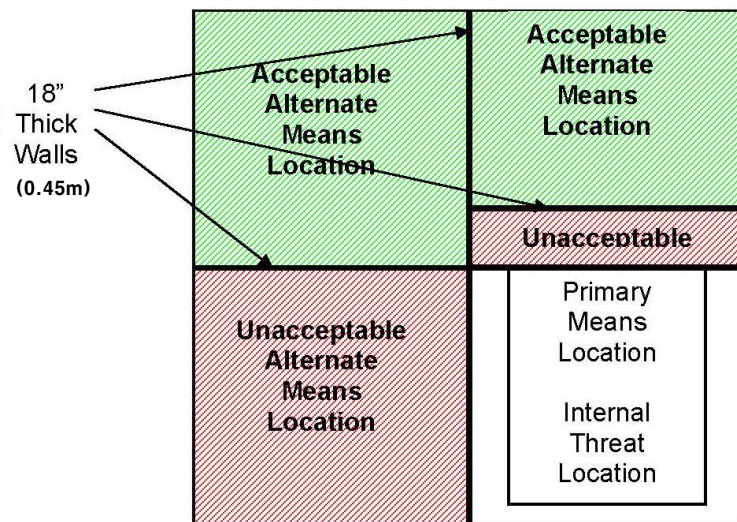 18”
Thick
Walls
(0.45m)
Acceptable
Alternate
Means
Location
Acceptable
Alternate
Means
Location
Unacceptable
Unacceptable
Alternate
Means
Location
Primary
Means
Location
Internal
Threat
Location